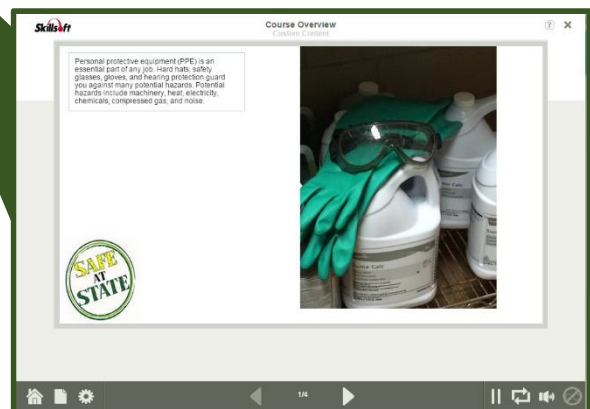 Skillsoft
Course Overview
Custom Content
Personal protective equipment (PPE) is an
essential part of any job. Hard hats, safety
glasses, gloves, and hearing protection guard
you against many potential hazards. Potential
hazards include machinery, heat, electricity,
chemicals, compressed gas, and noise.
SAFE
AT
STATE
1/4